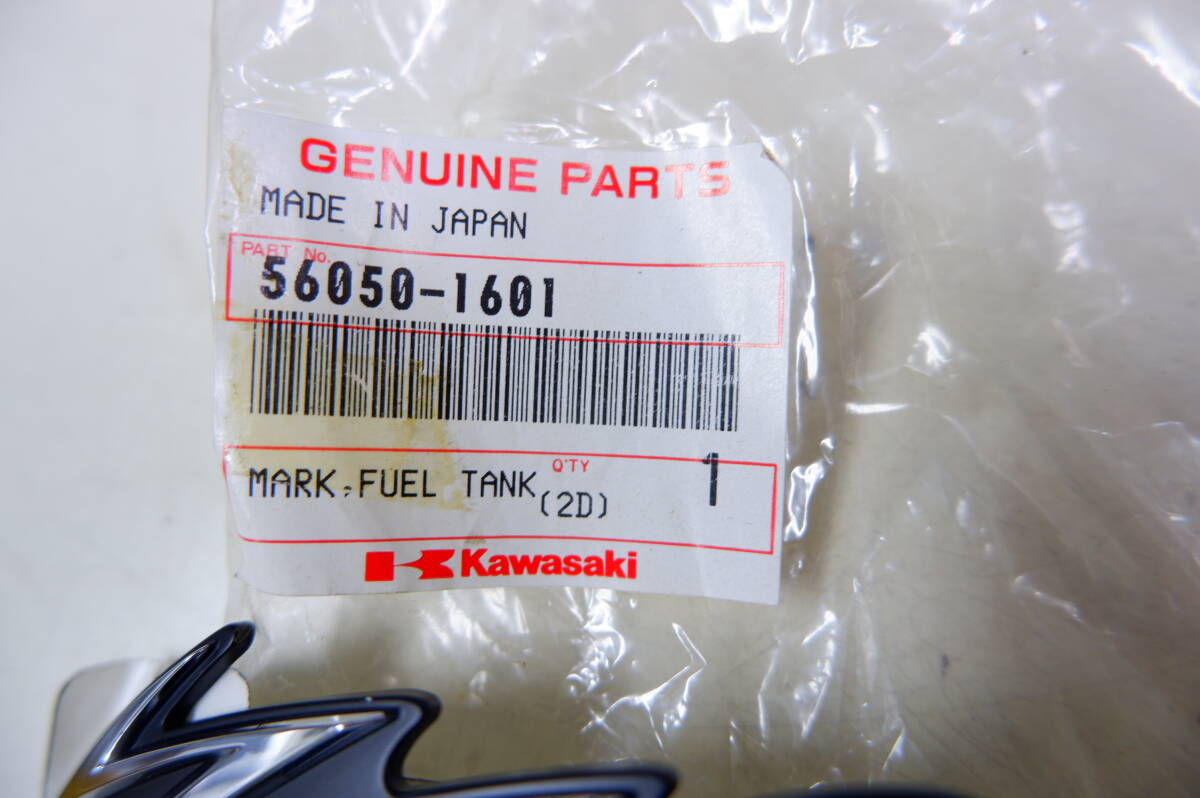 GENUINE PARTS
MADE IN JAPAN
PART No.
56050-1601
Q'TY
MARK,FUEL TANK 1
(2D)
Kawasaki